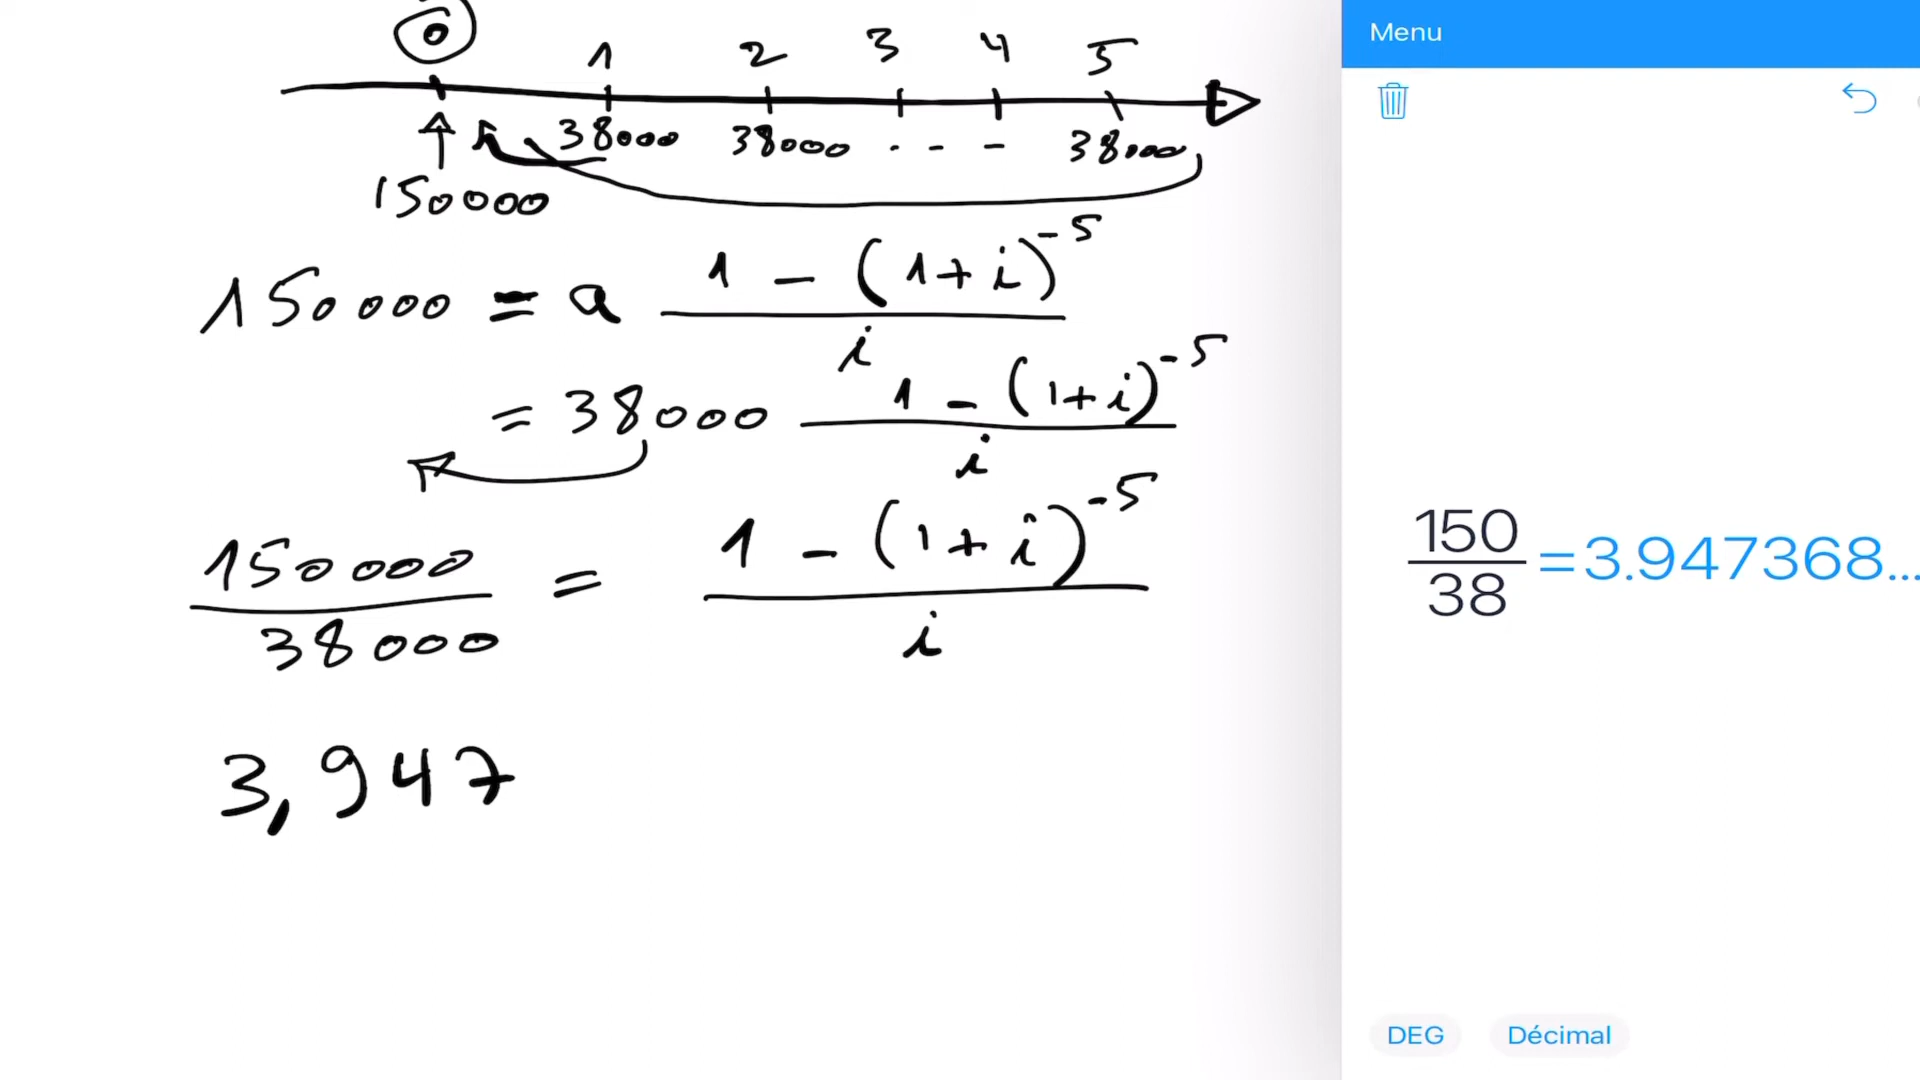 0 1 2 3 4 5
38000 38000 . - - 38000
150000
150000 = a (1 - (1+i)^-5) / i
= 38000 (1 - (1+i)^-5) / i
150000 / 38000 = (1 - (1+i)^-5) / i
3,947
Menu
150/38 =3.947368...
DEG Décimal